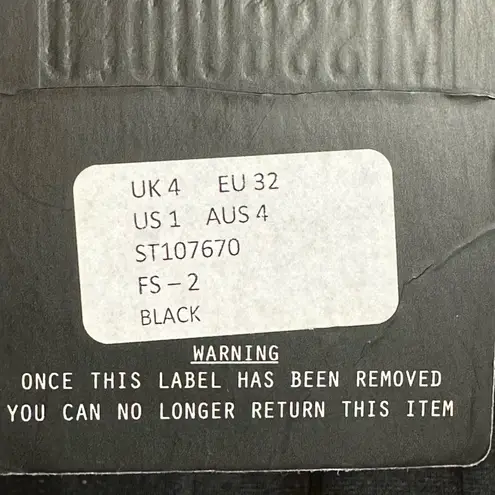 UK 4 EU 32
US 1 AUS 4
ST107670
FS – 2
BLACK
WARNING
ONCE THIS LABEL HAS BEEN REMOVED
YOU CAN NO LONGER RETURN THIS ITEM